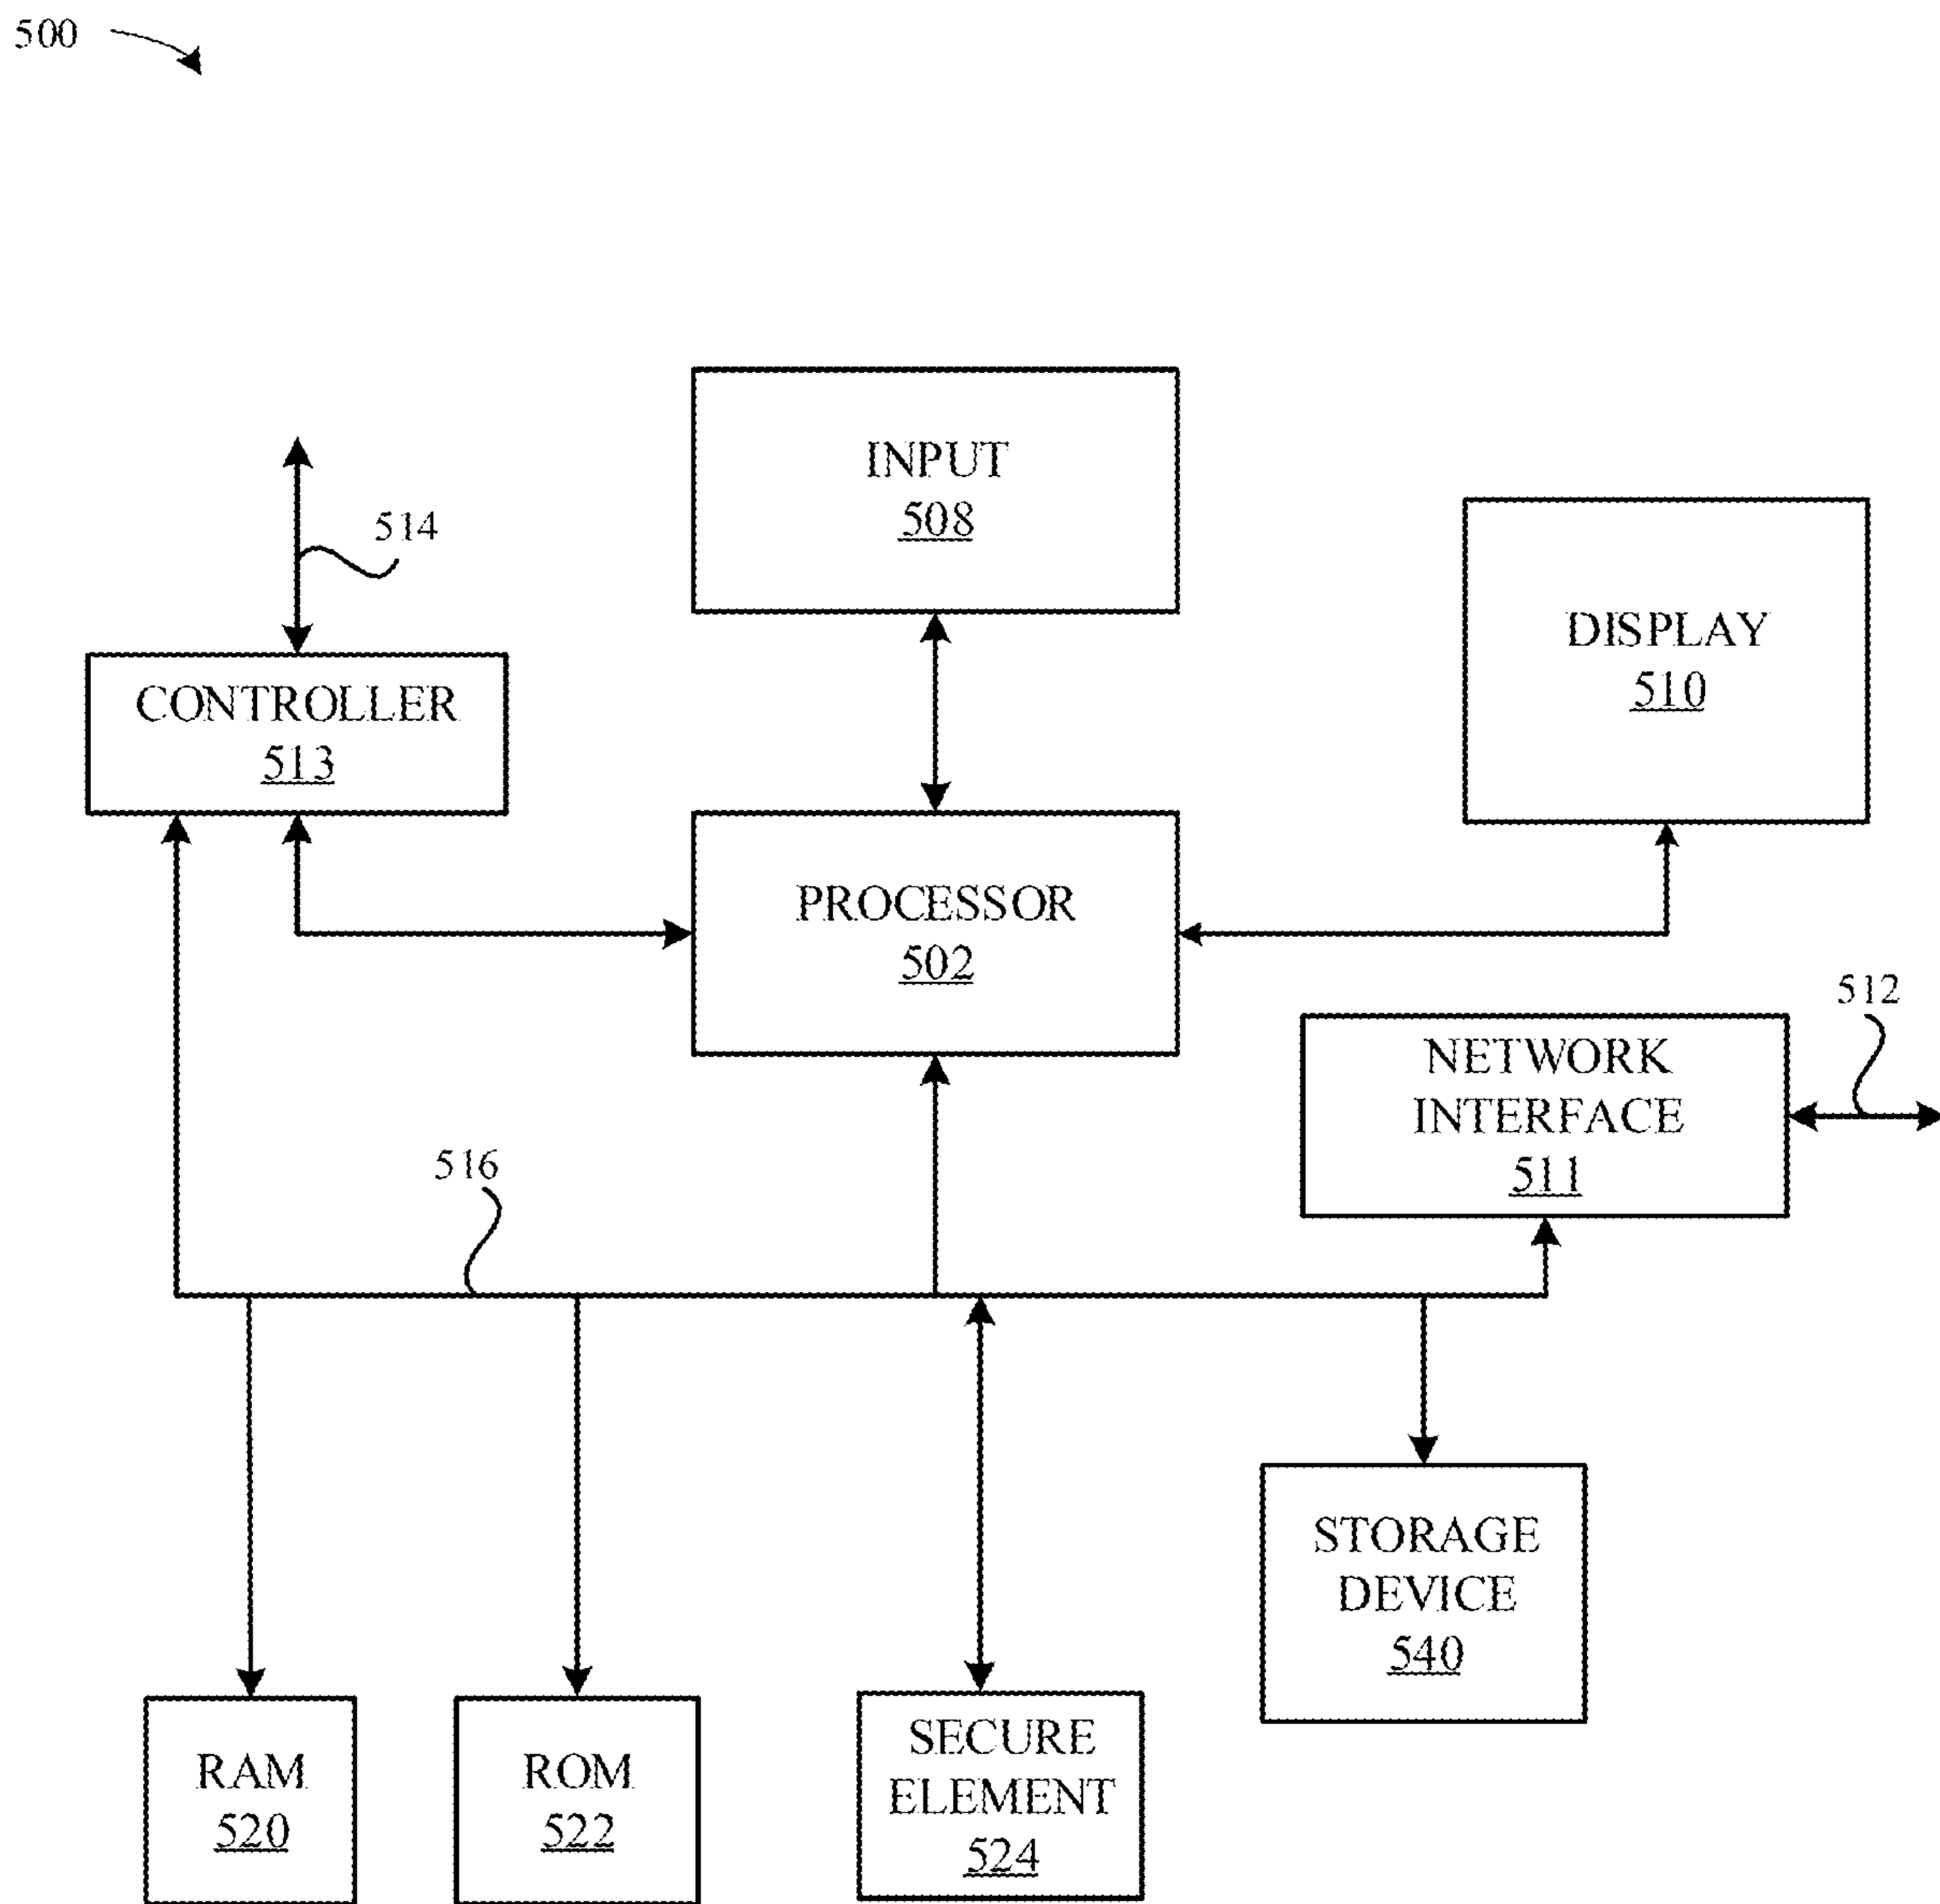 500
INPUT
508
514
DISPLAY
510
CONTROLLER
513
PROCESSOR
502
512
NETWORK
INTERFACE
511
516
STORAGE
DEVICE
540
RAM
520
ROM
522
SECURE
ELEMENT
524